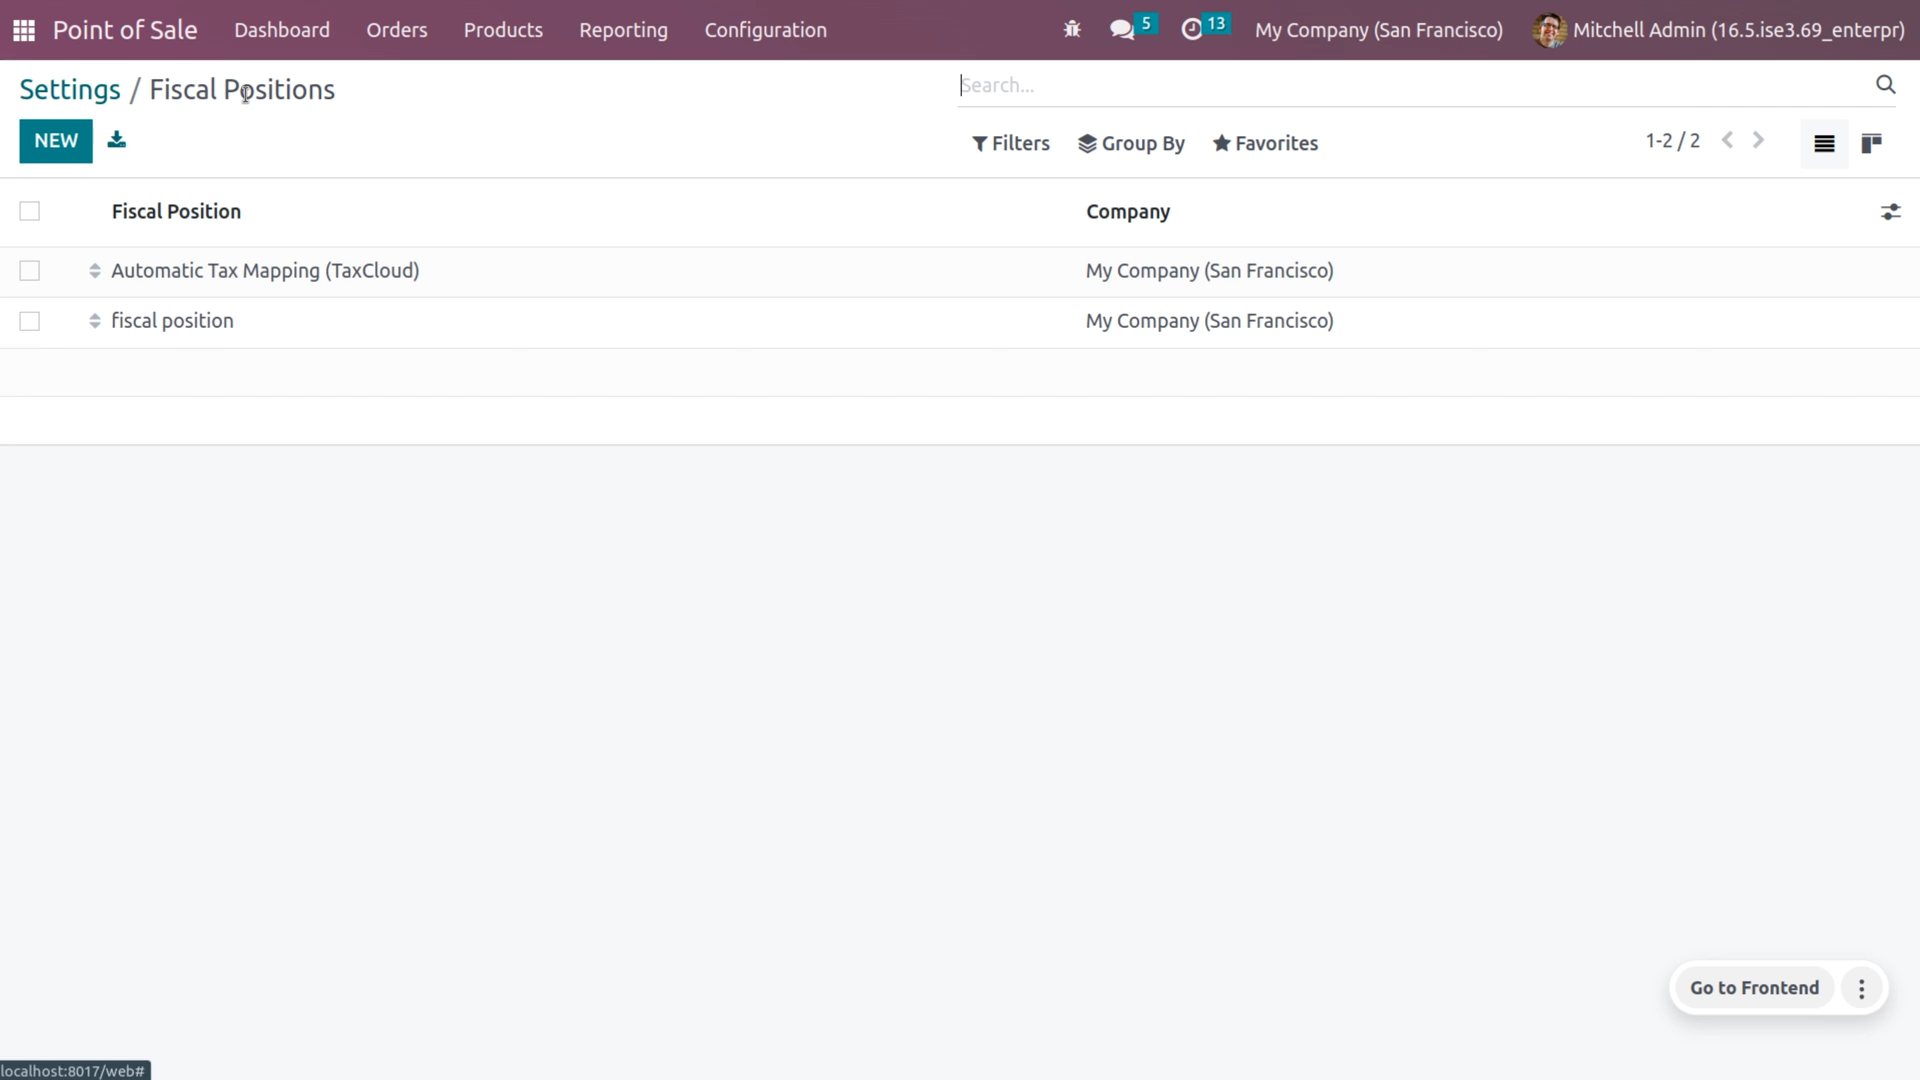 Point of Sale Dashboard Orders Products Reporting Configuration 5 13 My Company (San Francisco) Mitchell Admin (16.5.ise3.69_enterpr)
Settings / Fiscal Positions Search...
NEW Filters Group By Favorites 1-2 / 2
Fiscal Position Company
Automatic Tax Mapping (TaxCloud) My Company (San Francisco)
fiscal position My Company (San Francisco)
Go to Frontend
localhost:8017/web#